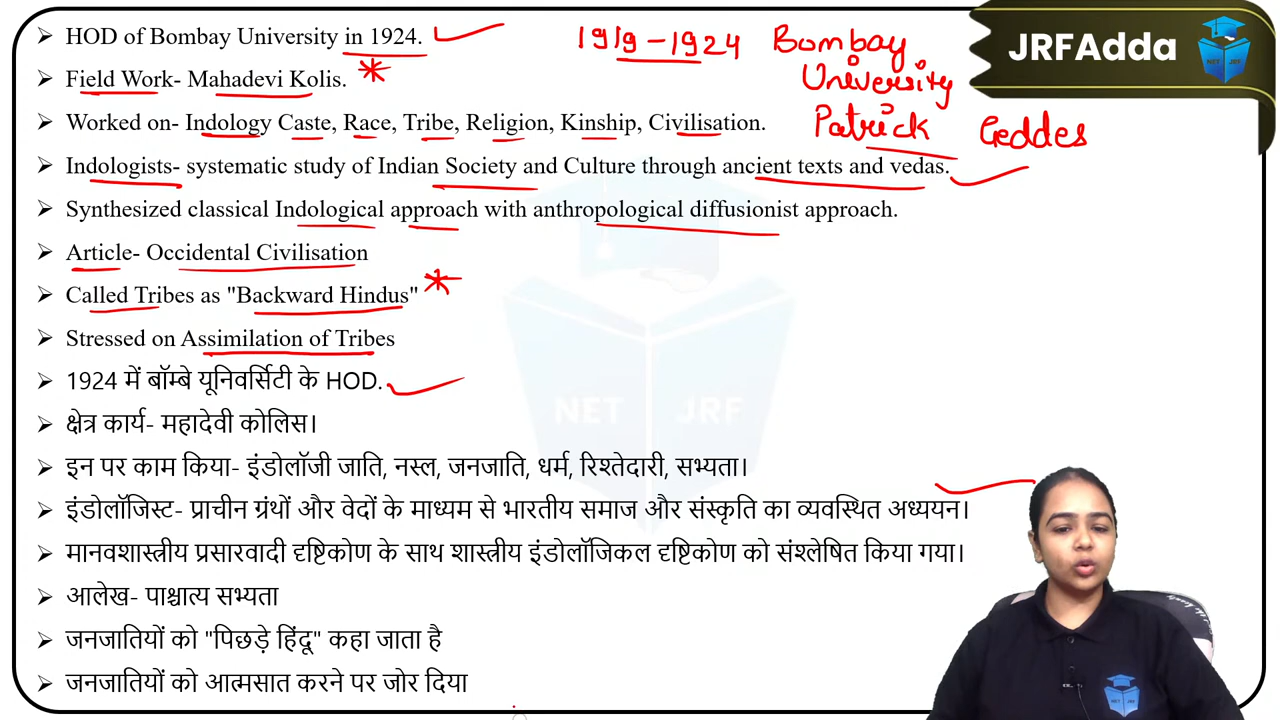 ➤ HOD of Bombay University in 1924.
1919-1924 Bombay University
Patrick Geddes
JRFAdda
NET JRF
➤ Field Work- Mahadevi Kolis.
➤ Worked on- Indology Caste, Race, Tribe, Religion, Kinship, Civilisation.
➤ Indologists- systematic study of Indian Society and Culture through ancient texts and vedas.
➤ Synthesized classical Indological approach with anthropological diffusionist approach.
➤ Article- Occidental Civilisation
➤ Called Tribes as "Backward Hindus"
➤ Stressed on Assimilation of Tribes
➤ 1924 में बॉम्बे यूनिवर्सिटी के HOD.
➤ क्षेत्र कार्य- महादेवी कोलिस।
➤ इन पर काम किया- इंडोलॉजी जाति, नस्ल, जनजाति, धर्म, रिश्तेदारी, सभ्यता।
➤ इंडोलॉजिस्ट- प्राचीन ग्रंथों और वेदों के माध्यम से भारतीय समाज और संस्कृति का व्यवस्थित अध्ययन।
➤ मानवशास्त्रीय प्रसारवादी दृष्टिकोण के साथ शास्त्रीय इंडोलॉजिकल दृष्टिकोण को संश्लेषित किया गया।
➤ आलेख- पाश्चात्य सभ्यता
➤ जनजातियों को "पिछड़े हिंदू" कहा जाता है
➤ जनजातियों को आत्मसात करने पर जोर दिया
NET JRF